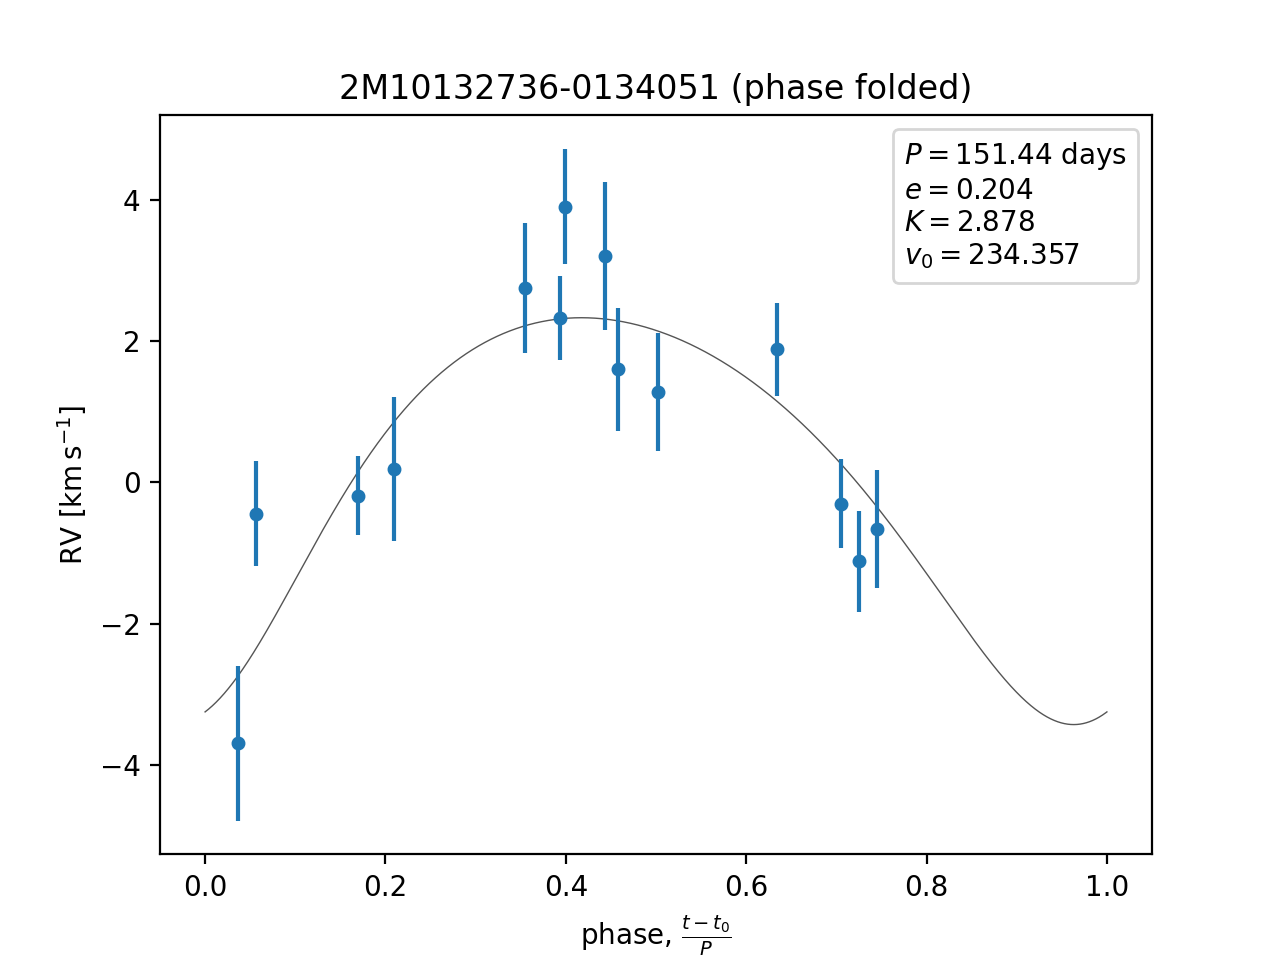 2M10132736-0134051 (phase folded)
P = 151.44 days
e = 0.204
K = 2.878
v₀ = 234.357
4
2
0
−2
−4
RV [km s⁻¹]
0.0 0.2 0.4 0.6 0.8 1.0
phase, (t − t₀)/P